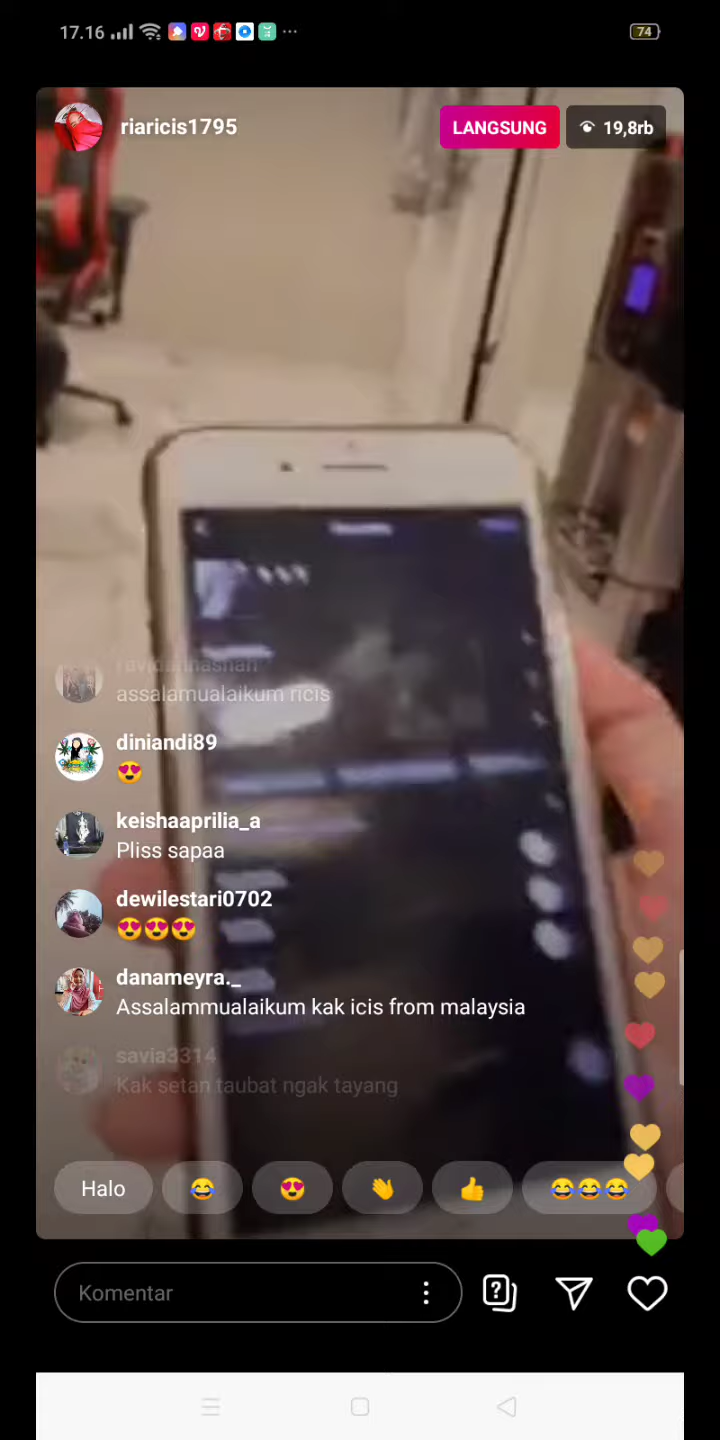 17.16
74
riaricis1795
LANGSUNG
19,8rb
assalamualaikum ricis
diniandi89
😍
keishaaprilia_a
Pliss sapaa
dewilestari0702
😍😍😍
danameyra._
Assalammualaikum kak icis from malaysia
savia3314
Kak setan taubat ngak tayang
Halo 😂 😍 👋 👍 😂😂😂
Komentar